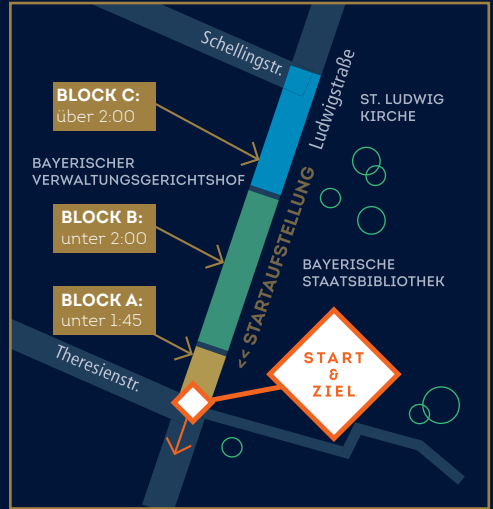 Schellingstr.
Ludwigstraße
BLOCK C:
über 2:00
ST. LUDWIG
KIRCHE
BAYERISCHER
VERWALTUNGSGERICHTSHOF
BLOCK B:
unter 2:00
<< STARTAUFSTELLUNG
BAYERISCHE
STAATSBIBLIOTHEK
BLOCK A:
unter 1:45
Theresienstr.
START
&
ZIEL